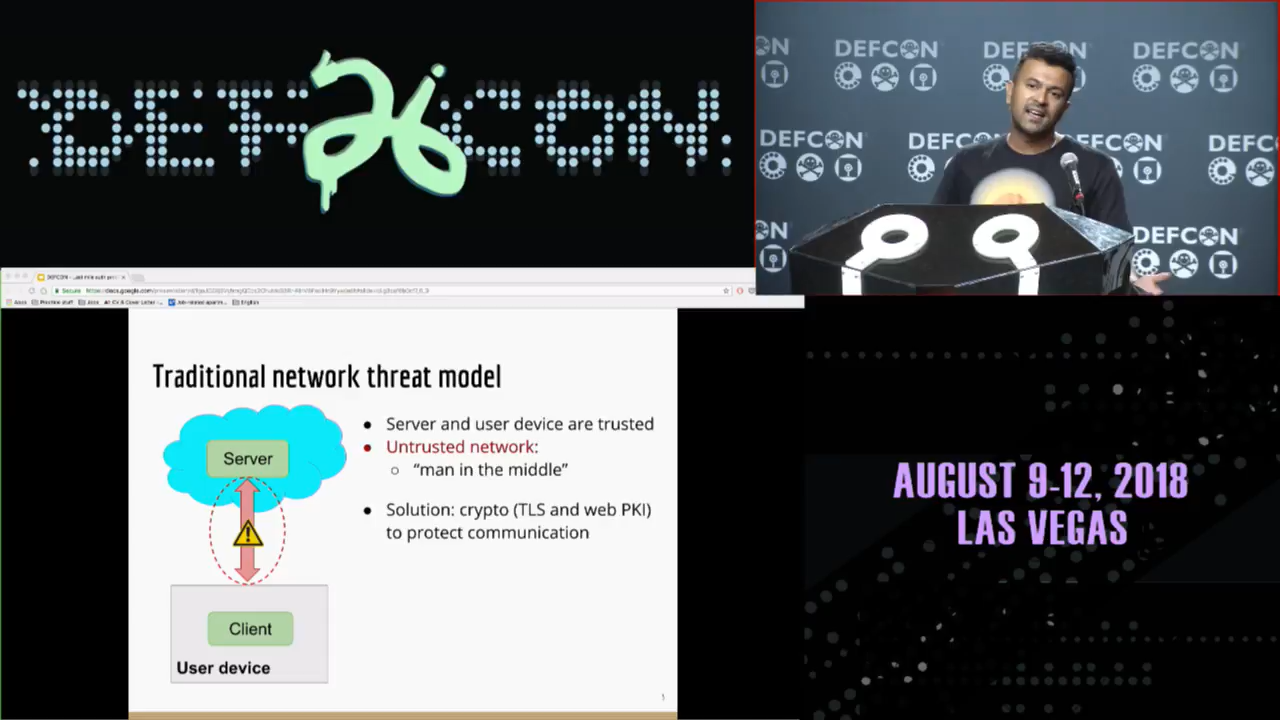 DEF CON
26
DEFCON
DEFCON
DEFCON
DEFCON
DEFCON
DEFCON
DEFCON
DEFCON
Secure
Traditional network threat model
Server
Client
User device
● Server and user device are trusted
● Untrusted network:
○ “man in the middle”
● Solution: crypto (TLS and web PKI)
to protect communication
AUGUST 9-12, 2018
LAS VEGAS